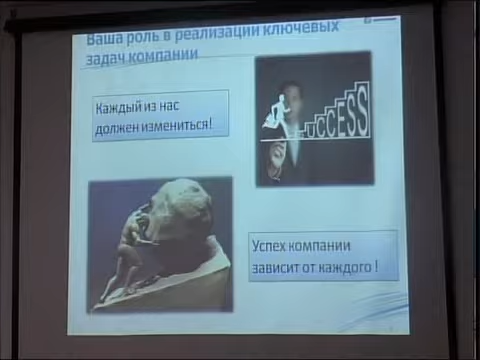 Ваша роль в реализации ключевых
задач компании
Каждый из нас
должен измениться!
SUCCESS
Успех компании
зависит от каждого !